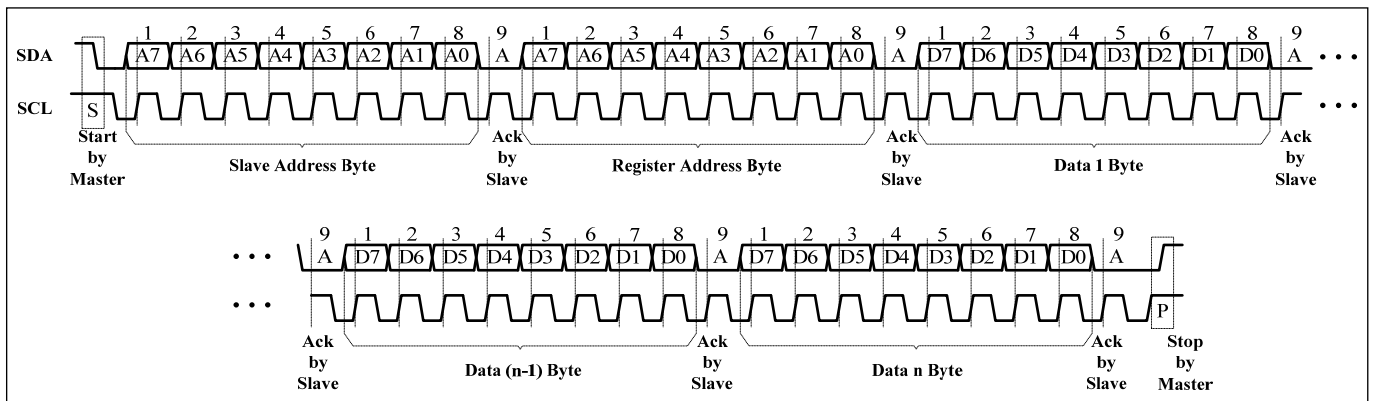 1 2 3 4 5 6 7 8 9 1 2 3 4 5 6 7 8 9 1 2 3 4 5 6 7 8 9
SDA A7 A6 A5 A4 A3 A2 A1 A0 A A7 A6 A5 A4 A3 A2 A1 A0 A D7 D6 D5 D4 D3 D2 D1 D0 A • • •
SCL S • • •
Start by Master
Slave Address Byte
Ack by Slave
Register Address Byte
Ack by Slave
Data 1 Byte
Ack by Slave
9 1 2 3 4 5 6 7 8 9 1 2 3 4 5 6 7 8 9
• • • A D7 D6 D5 D4 D3 D2 D1 D0 A D7 D6 D5 D4 D3 D2 D1 D0 A
• • • P
Ack by Slave
Data (n-1) Byte
Ack by Slave
Data n Byte
Ack by Slave
Stop by Master